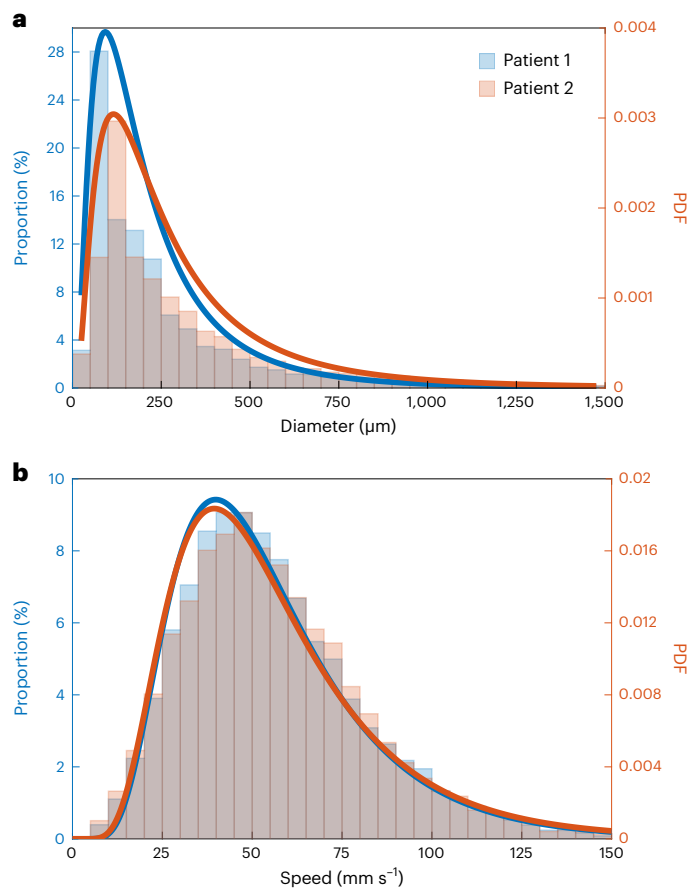 a
28
24
20
16
12
8
4
0
Proportion (%)
0.004
0.003
0.002
0.001
0
PDF
Patient 1
Patient 2
0 250 500 750 1,000 1,250 1,500
Diameter (µm)
b
10
8
6
4
2
0
Proportion (%)
0.02
0.016
0.012
0.008
0.004
0
PDF
0 25 50 75 100 125 150
Speed (mm s⁻¹)